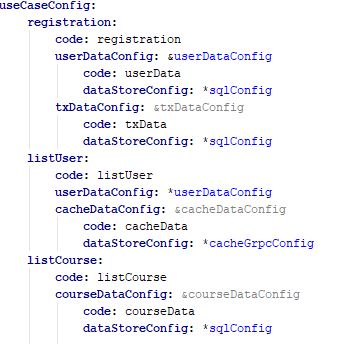 useCaseConfig:
    registration:
        code: registration
        userDataConfig: &userDataConfig
            code: userData
            dataStoreConfig: *sqlConfig
        txDataConfig: &txDataConfig
            code: txData
            dataStoreConfig: *sqlConfig
    listUser:
        code: listUser
        userDataConfig: *userDataConfig
        cacheDataConfig: &cacheDataConfig
            code: cacheData
            dataStoreConfig: *cacheGrpcConfig
    listCourse:
        code: listCourse
        courseDataConfig: &courseDataConfig
            code: courseData
            dataStoreConfig: *sqlConfig